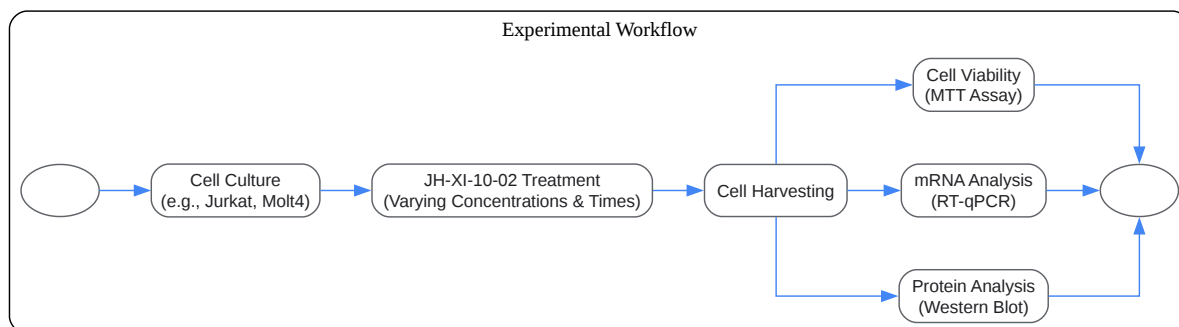 Experimental Workflow
Cell Culture
(e.g., Jurkat, Molt4)
JH-XI-10-02 Treatment
(Varying Concentrations & Times)
Cell Harvesting
Cell Viability
(MTT Assay)
mRNA Analysis
(RT-qPCR)
Protein Analysis
(Western Blot)